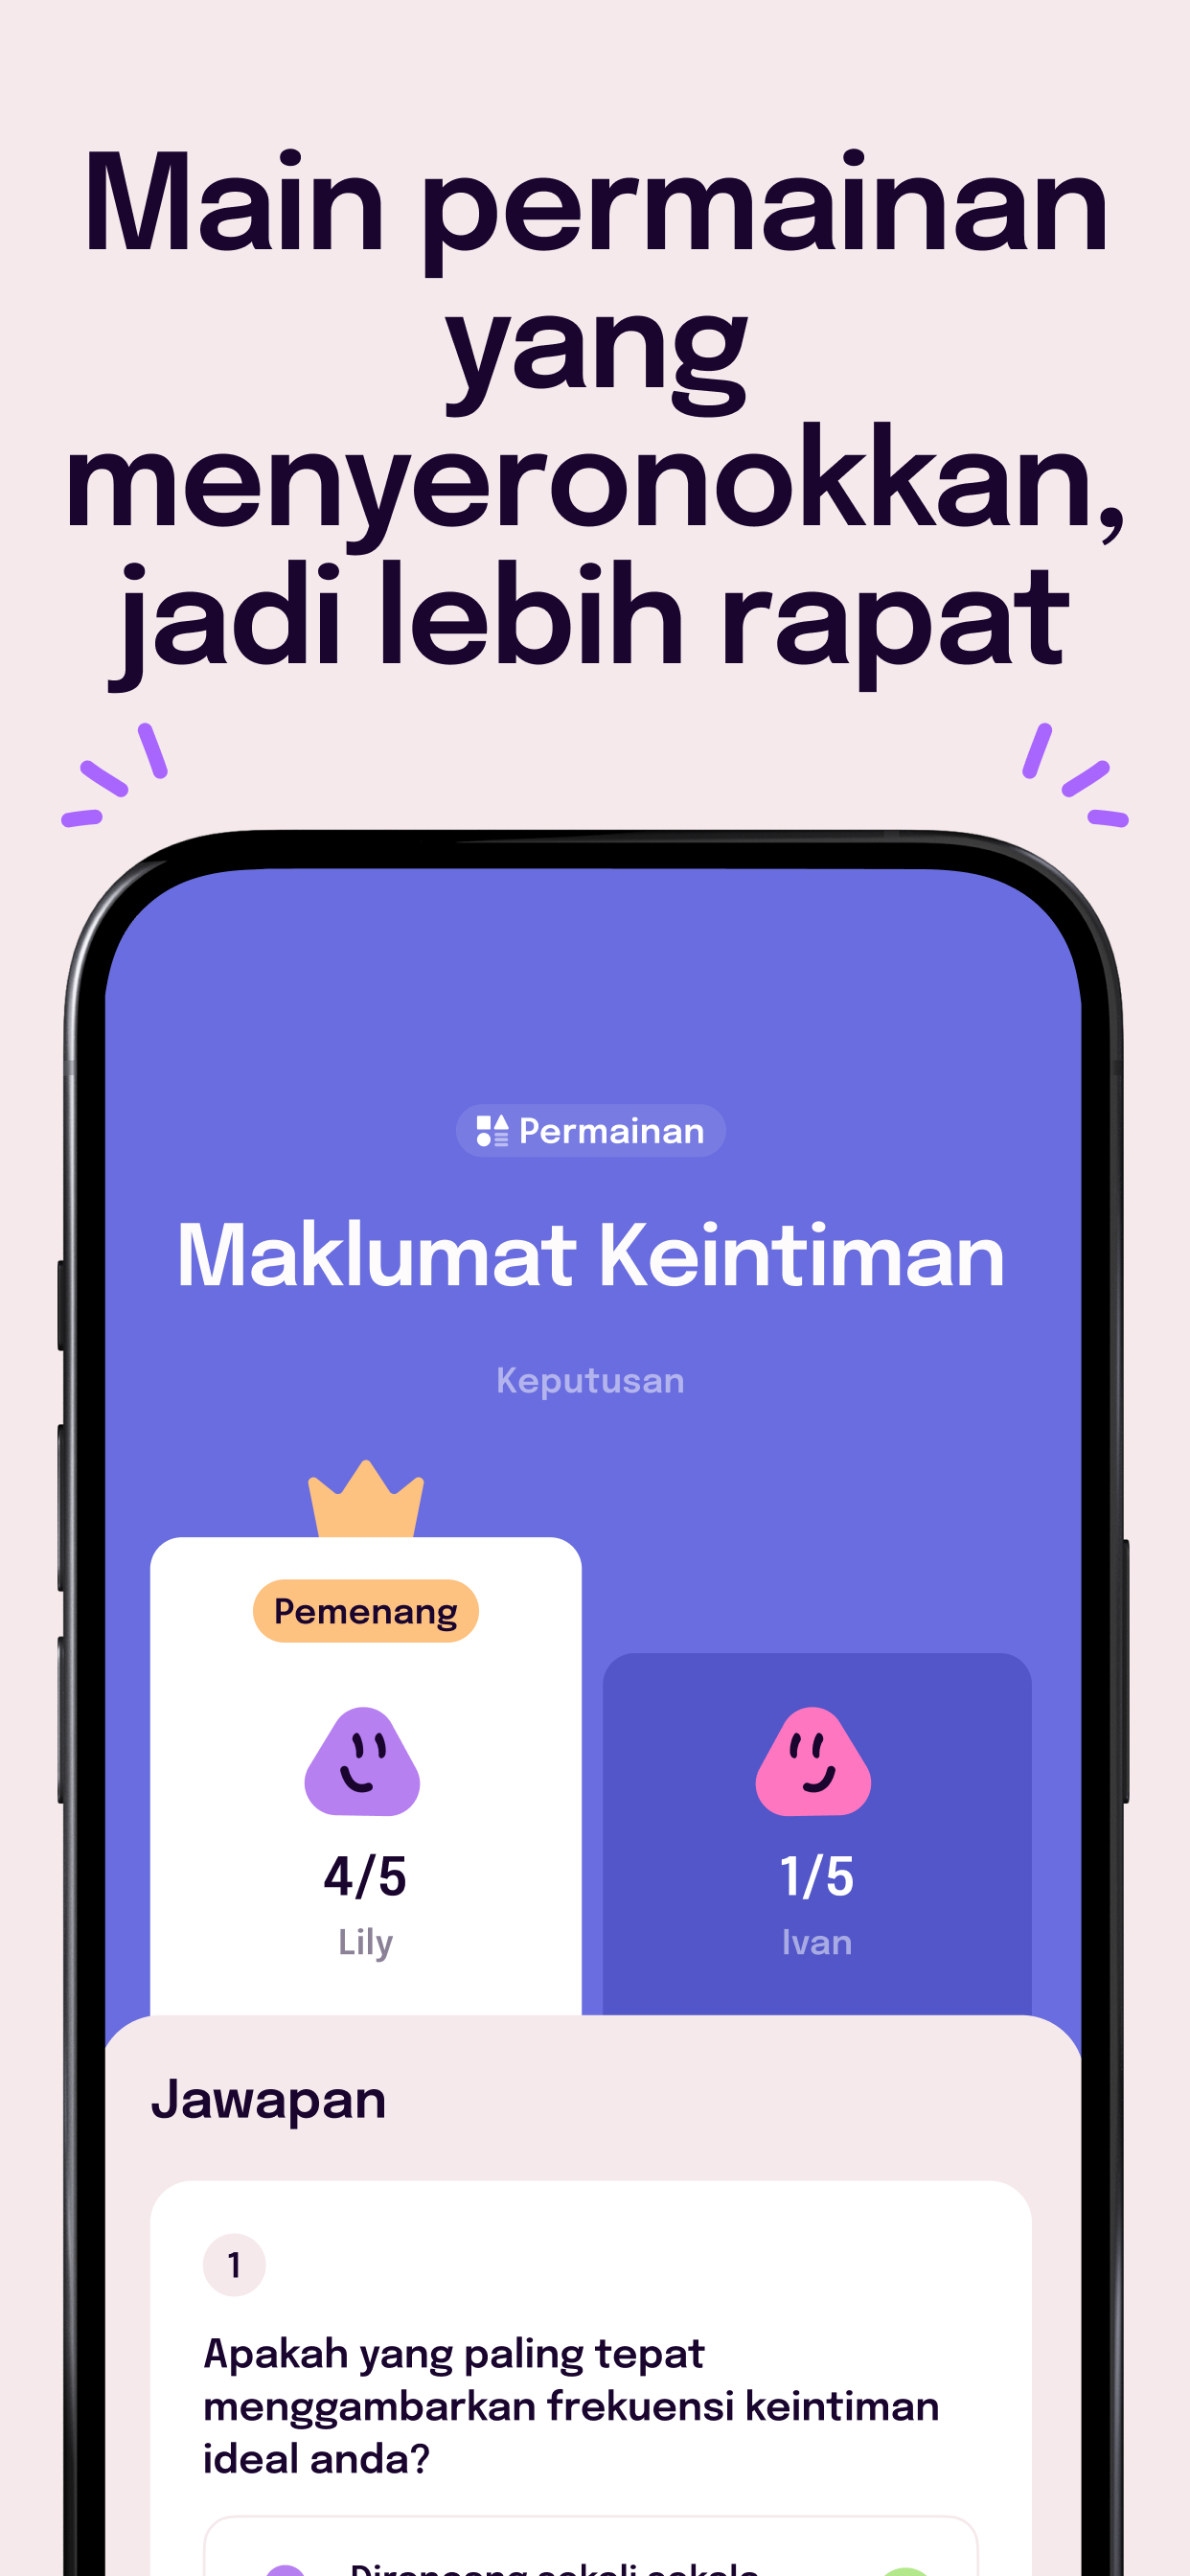 Main permainan
yang
menyeronokkan,
jadi lebih rapat
Permainan
Maklumat Keintiman
Keputusan
Pemenang
4/5
Lily
1/5
Ivan
Jawapan
1
Apakah yang paling tepat
menggambarkan frekuensi keintiman
ideal anda?